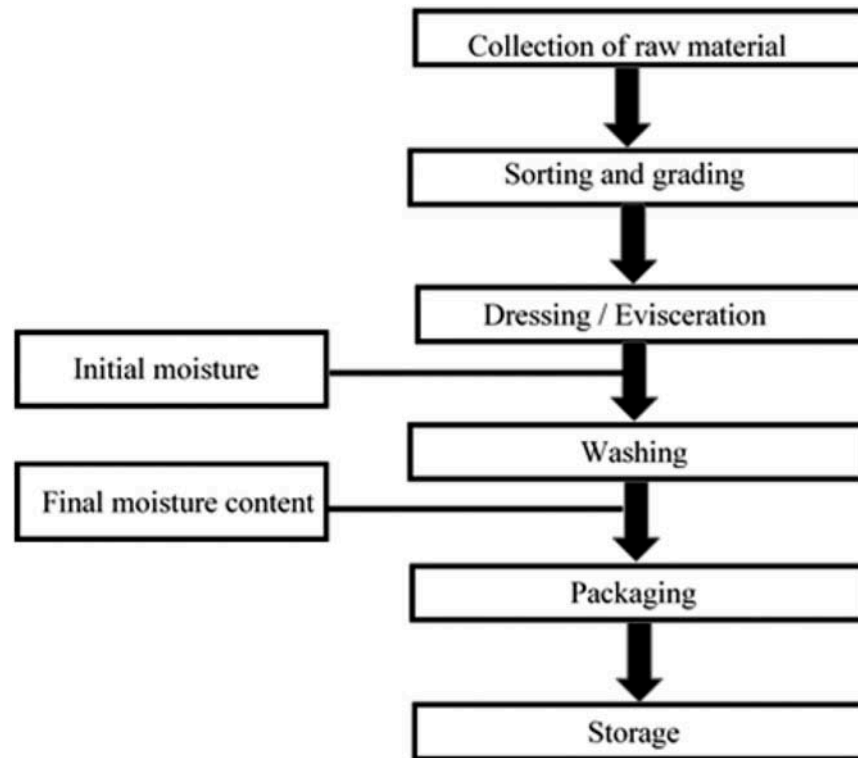 Collection of raw material
Sorting and grading
Dressing / Evisceration
Initial moisture
Washing
Final moisture content
Packaging
Storage